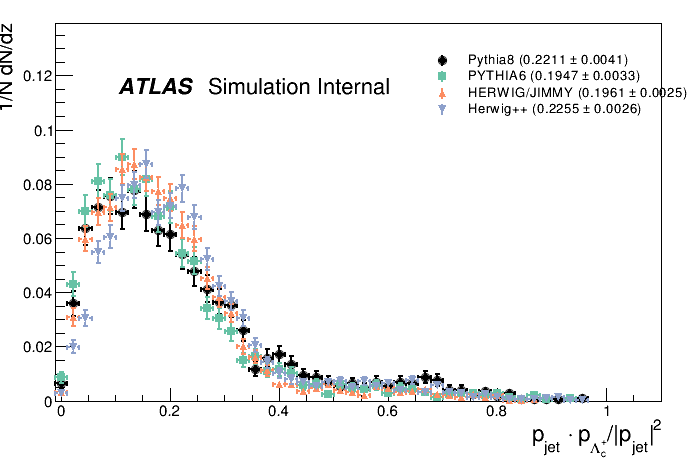 1/N dN/dz
ATLAS Simulation Internal
Pythia8 (0.2211 ± 0.0041)
PYTHIA6 (0.1947 ± 0.0033)
HERWIG/JIMMY (0.1961 ± 0.0025)
Herwig++ (0.2255 ± 0.0026)
0.12
0.1
0.08
0.06
0.04
0.02
0
0 0.2 0.4 0.6 0.8 1
p_jet · p_Λ_c^+/|p_jet|^2